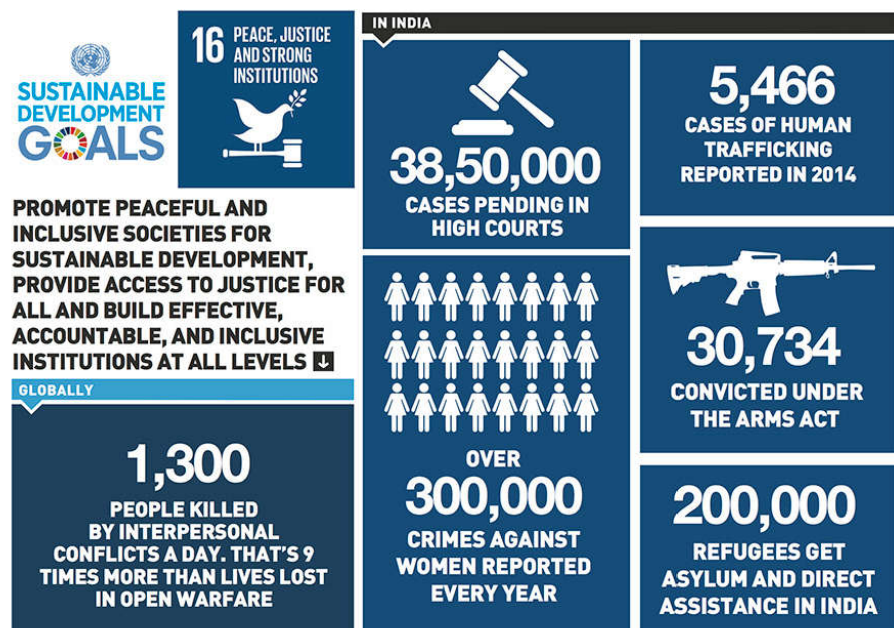 SUSTAINABLE
DEVELOPMENT
GOALS
16 PEACE, JUSTICE
AND STRONG
INSTITUTIONS
PROMOTE PEACEFUL AND
INCLUSIVE SOCIETIES FOR
SUSTAINABLE DEVELOPMENT,
PROVIDE ACCESS TO JUSTICE FOR
ALL AND BUILD EFFECTIVE,
ACCOUNTABLE, AND INCLUSIVE
INSTITUTIONS AT ALL LEVELS
GLOBALLY
1,300
PEOPLE KILLED
BY INTERPERSONAL
CONFLICTS A DAY. THAT'S 9
TIMES MORE THAN LIVES LOST
IN OPEN WARFARE
IN INDIA
38,50,000
CASES PENDING IN
HIGH COURTS
OVER
300,000
CRIMES AGAINST
WOMEN REPORTED
EVERY YEAR
5,466
CASES OF HUMAN
TRAFFICKING
REPORTED IN 2014
30,734
CONVICTED UNDER
THE ARMS ACT
200,000
REFUGEES GET
ASYLUM AND DIRECT
ASSISTANCE IN INDIA